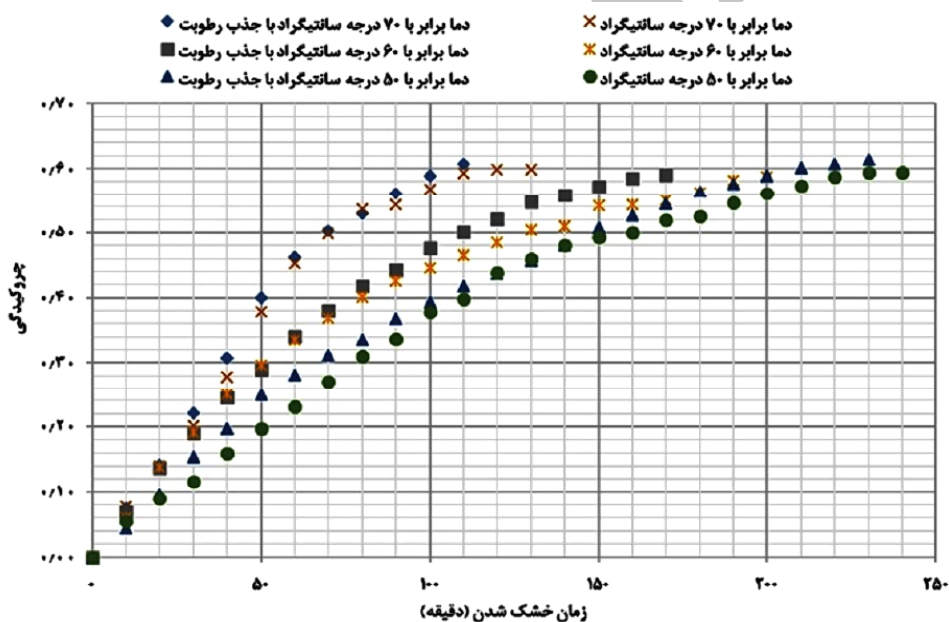 دما برابر با ۷۰ درجه سانتیگراد با جذب رطوبت دما برابر با ۷۰ درجه سانتیگراد
دما برابر با ۶۰ درجه سانتیگراد با جذب رطوبت دما برابر با ۶۰ درجه سانتیگراد
دما برابر با ۵۰ درجه سانتیگراد با جذب رطوبت دما برابر با ۵۰ درجه سانتیگراد
۰٫۷۰
۰٫۶۰
۰٫۵۰
۰٫۴۰
۰٫۳۰
۰٫۲۰
۰٫۱۰
۰٫۰۰
چروکیدگی
۰ ۵۰ ۱۰۰ ۱۵۰ ۲۰۰ ۲۵۰
زمان خشک شدن (دقیقه)